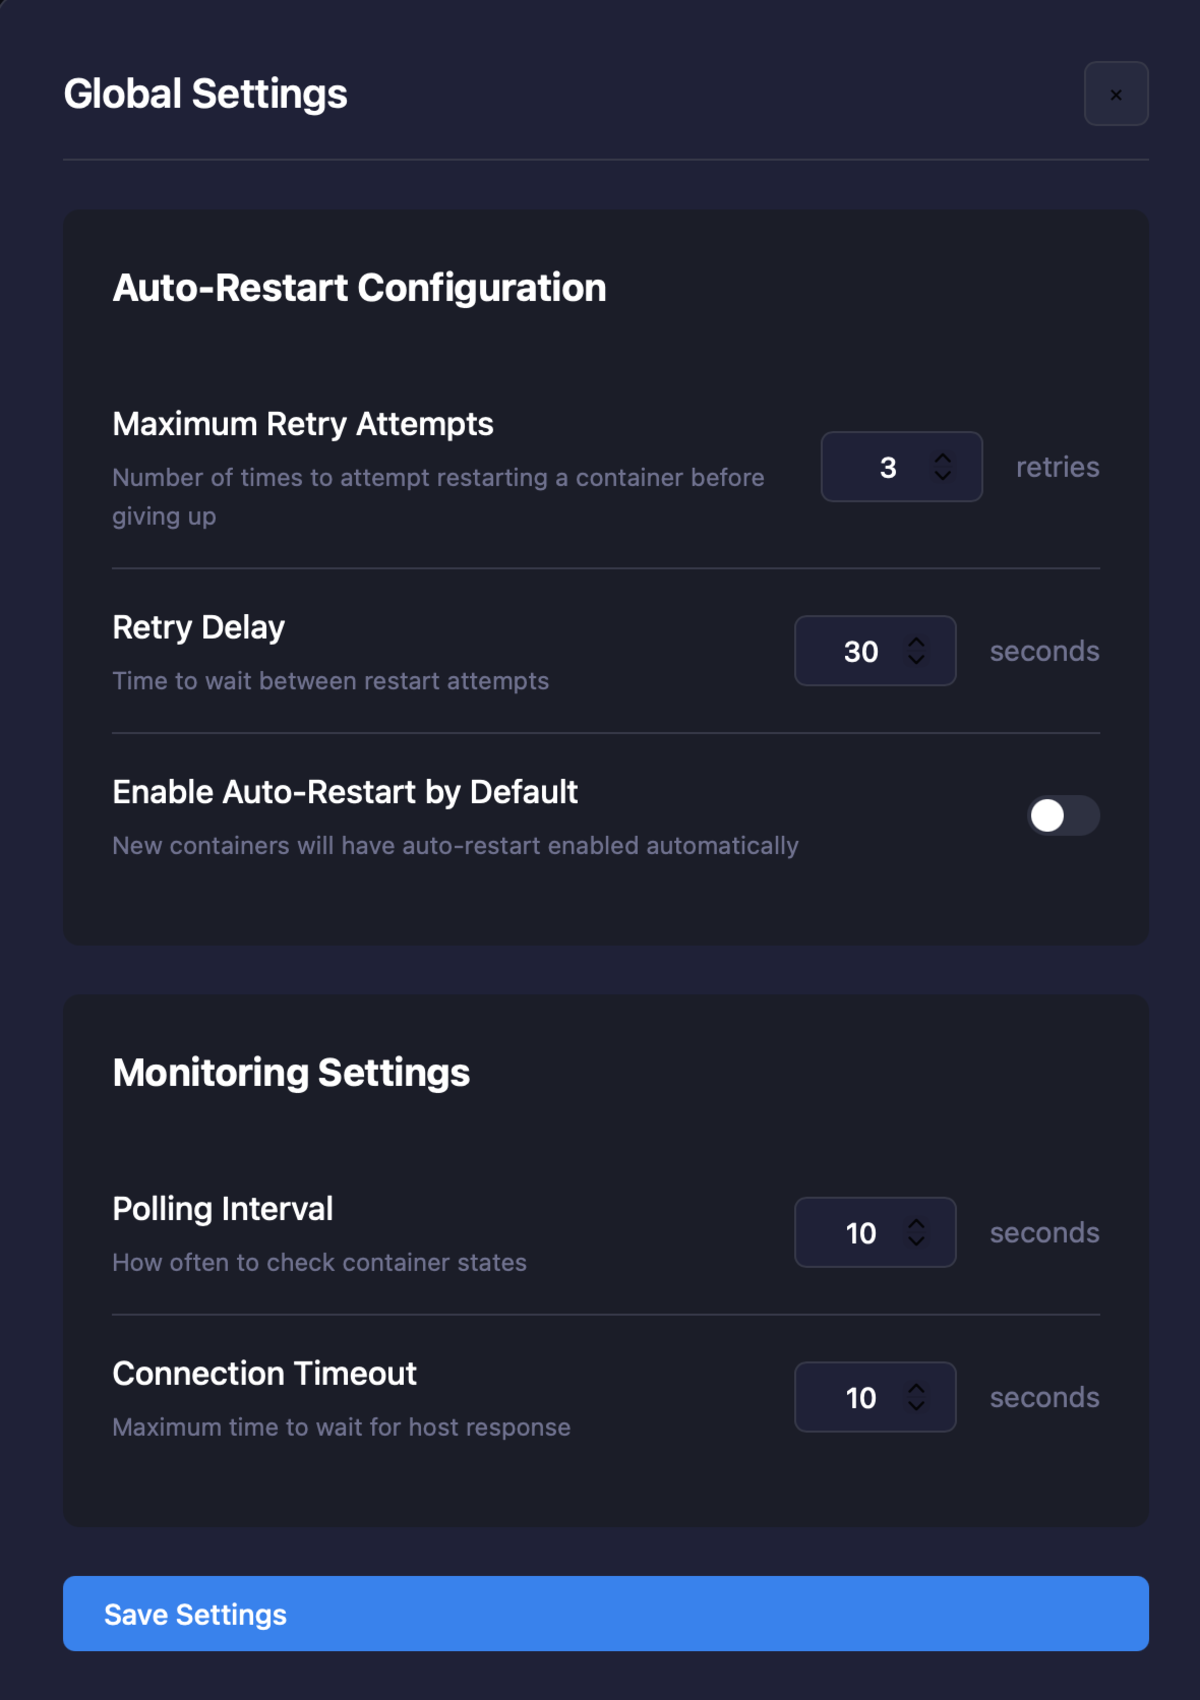 Global Settings
×
Auto-Restart Configuration
Maximum Retry Attempts
Number of times to attempt restarting a container before
giving up
3
retries
Retry Delay
Time to wait between restart attempts
30
seconds
Enable Auto-Restart by Default
New containers will have auto-restart enabled automatically
Monitoring Settings
Polling Interval
How often to check container states
10
seconds
Connection Timeout
Maximum time to wait for host response
10
seconds
Save Settings